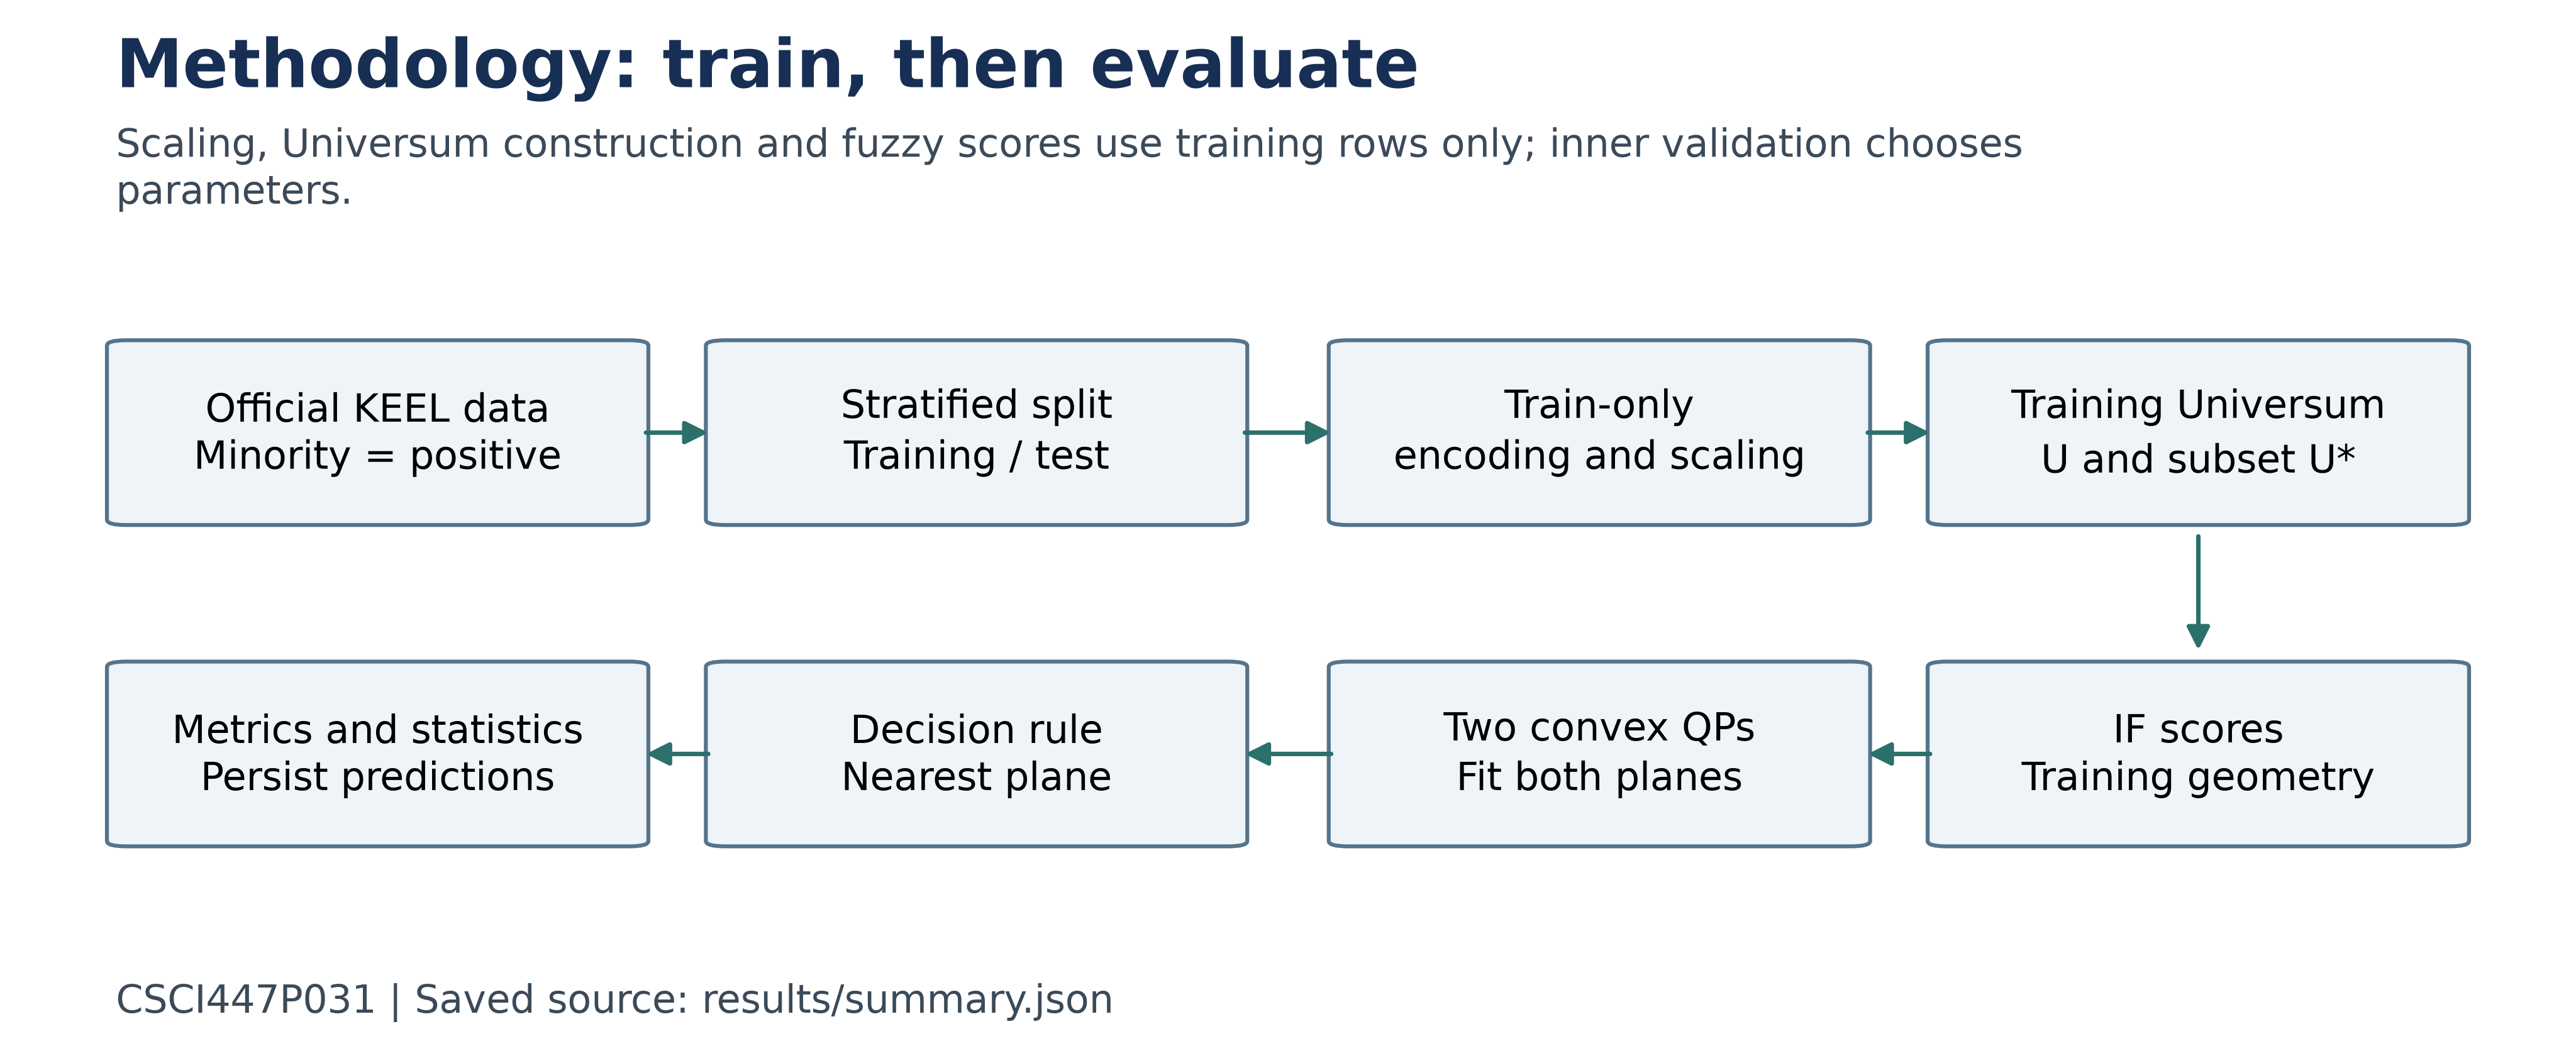 Methodology: train, then evaluate
Scaling, Universum construction and fuzzy scores use training rows only; inner validation chooses
parameters.
Official KEEL data
Minority = positive
Stratified split
Training / test
Train-only
encoding and scaling
Training Universum
U and subset U*
IF scores
Training geometry
Two convex QPs
Fit both planes
Decision rule
Nearest plane
Metrics and statistics
Persist predictions
CSCI447P031 | Saved source: results/summary.json